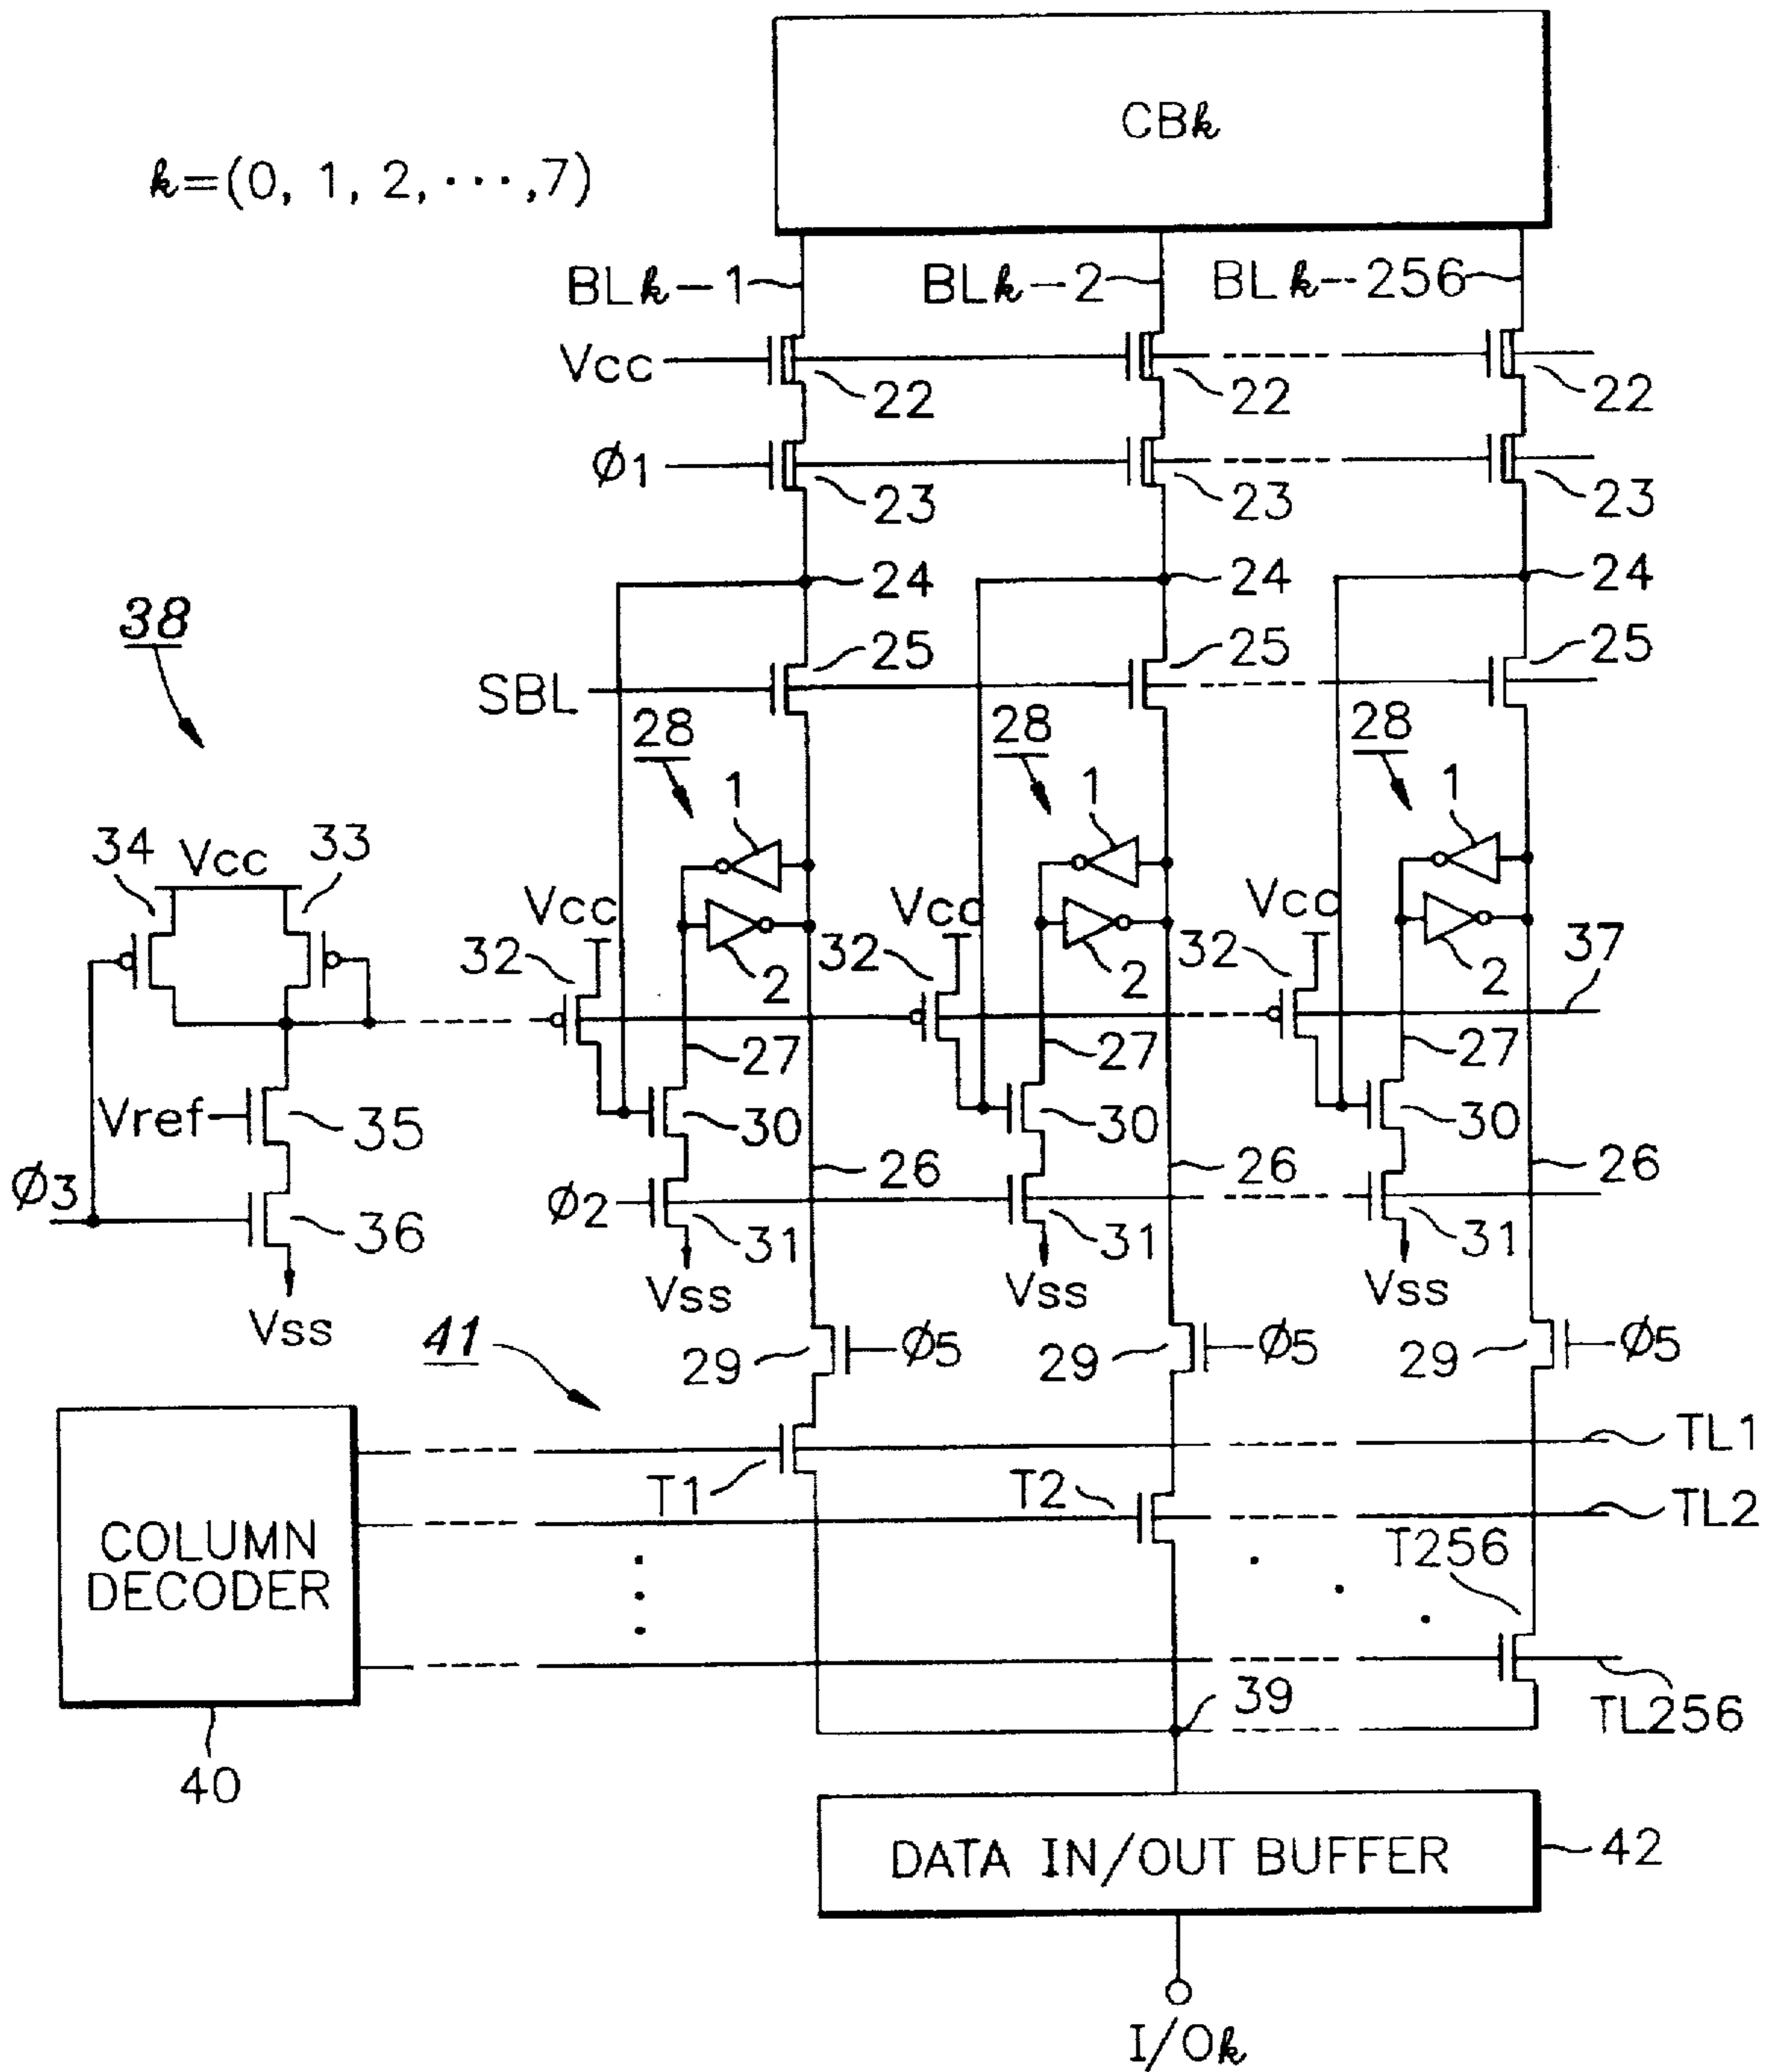 CBk
k=(0, 1, 2, ···, 7)
BLk-1 BLk-2 BLk--256
Vcc 22 22 22
Ø1 23 23 23
24 24 24
38
25 25 25
SBL
28 28 28
1 1 1
34 Vcc 33
Vcc Vcc Vcc
32 2 32 2 32 2 37
27 27 27
Vref 35 30 30 30
Ø3 26 26 26
36 Ø2 31 31 31
Vss Vss Vss
Vss
41 29 Ø5 29 Ø5 29 Ø5
TL1
T1 T2 TL2
COLUMN
DECODER
T256
39
TL256
40
DATA IN/OUT BUFFER 42
I/Ok